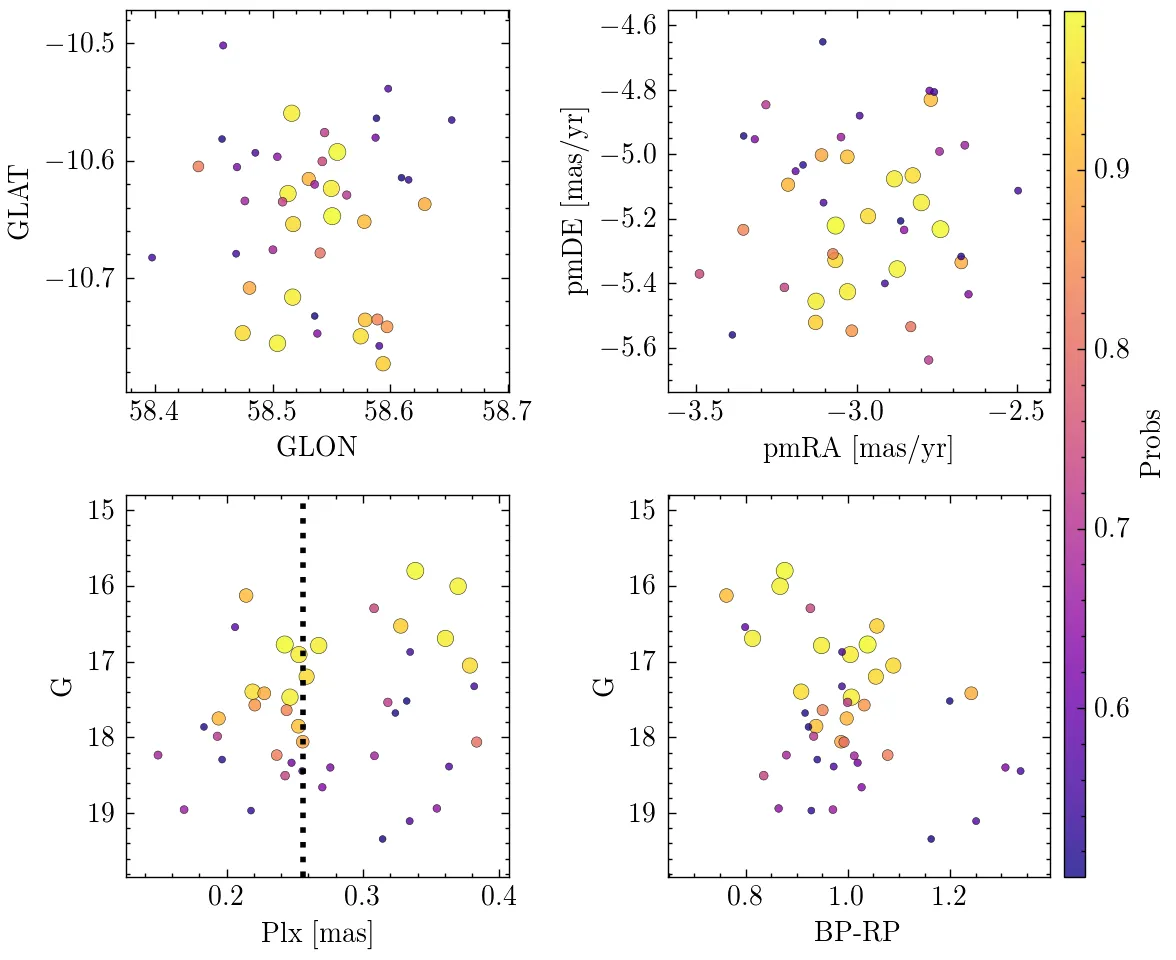 −10.5
−10.6
−10.7
GLAT
58.4 58.5 58.6 58.7
GLON
−4.6
−4.8
−5.0
−5.2
−5.4
−5.6
pmDE [mas/yr]
−3.5 −3.0 −2.5
pmRA [mas/yr]
15
16
17
18
19
G
0.2 0.3 0.4
Plx [mas]
15
16
17
18
19
G
0.8 1.0 1.2
BP-RP
0.9
0.8
0.7
0.6
Probs